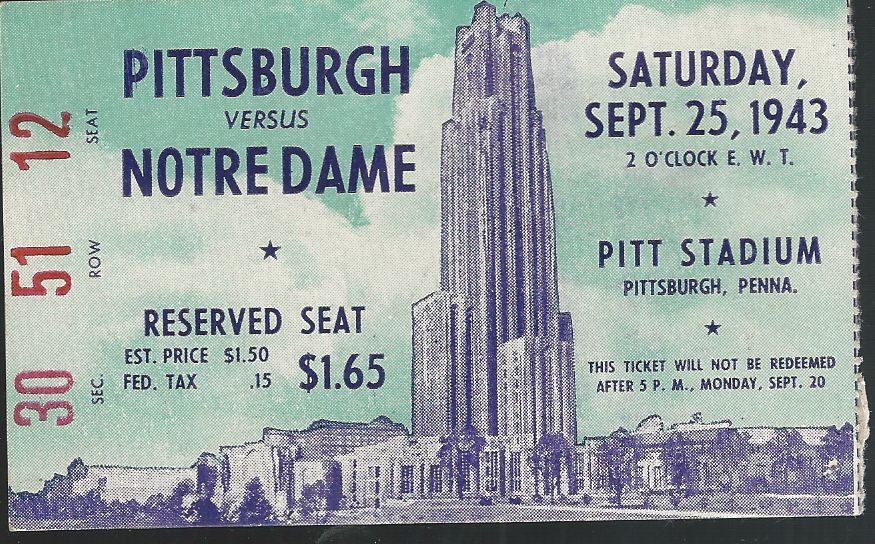 PITTSBURGH
VERSUS
NOTRE DAME
RESERVED SEAT
EST. PRICE $1.50
FED. TAX .15
$1.65
SATURDAY,
SEPT. 25, 1943
2 O'CLOCK E. W. T.
PITT STADIUM
PITTSBURGH, PENNA.
THIS TICKET WILL NOT BE REDEEMED
AFTER 5 P. M., MONDAY, SEPT. 20
30 SEC.
51 ROW
12 SEAT